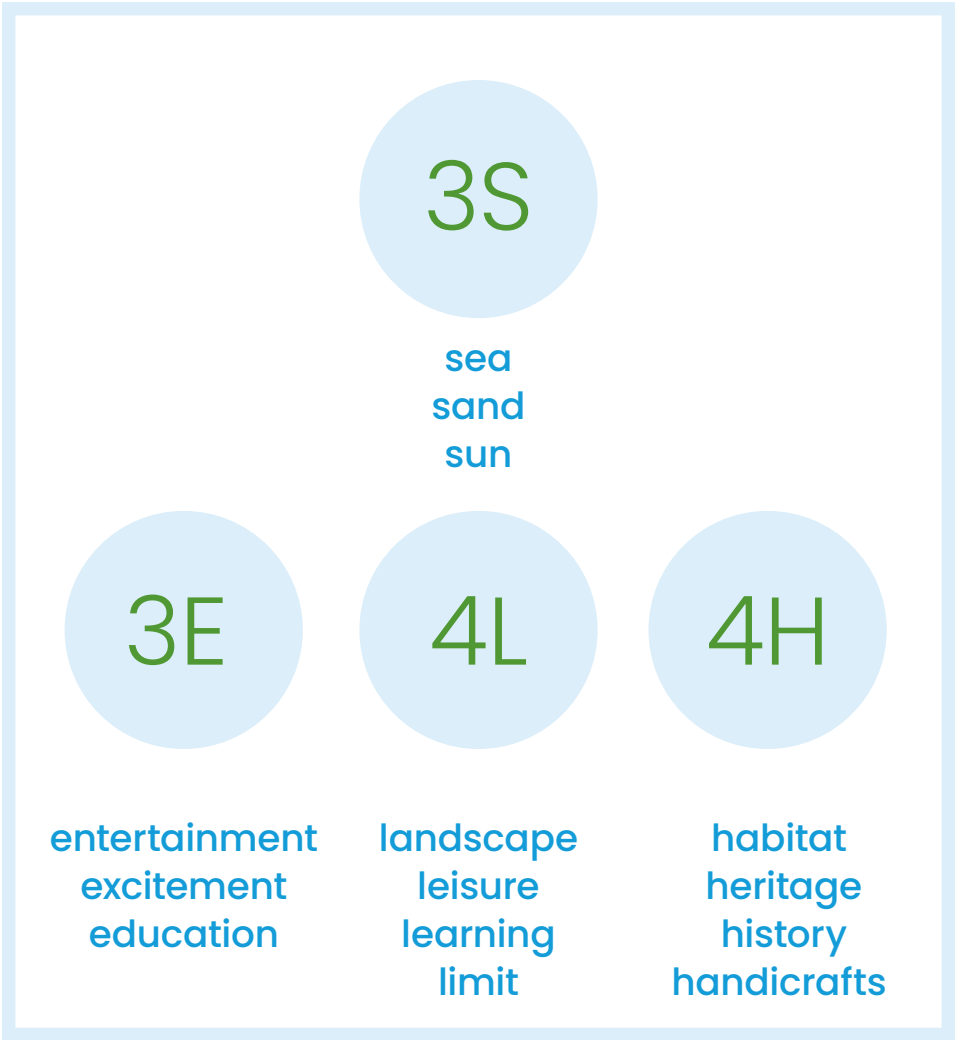 3S
sea
sand
sun
3E
entertainment
excitement
education
4L
landscape
leisure
learning
limit
4H
habitat
heritage
history
handicrafts